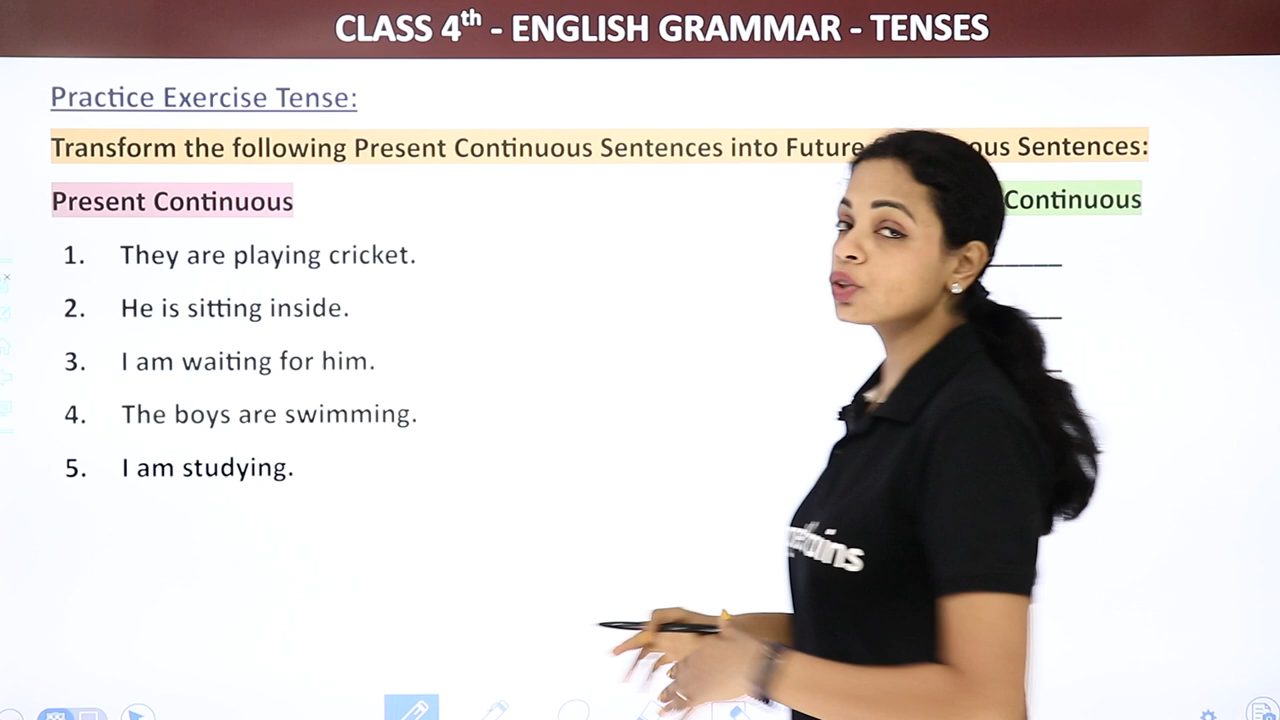 CLASS 4th - ENGLISH GRAMMAR - TENSES
Practice Exercise Tense:
Transform the following Present Continuous Sentences into Future Sentences:
Present Continuous Continuous
1. They are playing cricket.
2. He is sitting inside.
3. I am waiting for him.
4. The boys are swimming.
5. I am studying.